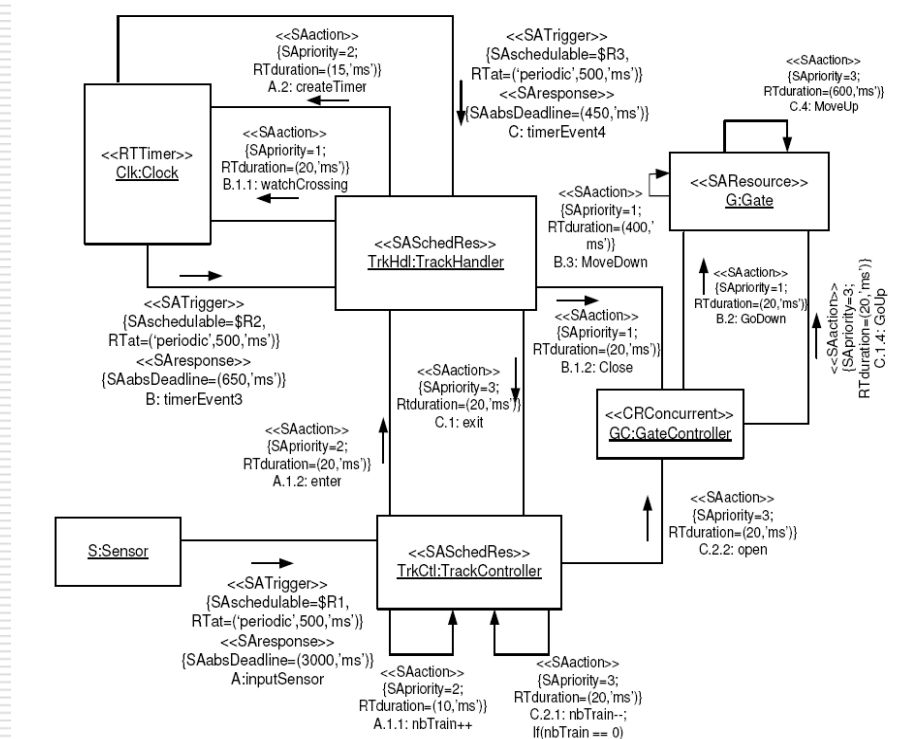 <<SAaction>>
{SApriority=2;
RTduration=(15,'ms')}
A.2: createTimer
<<SATrigger>>
{SAschedulable=$R3,
RTat=('periodic',500,'ms')}
<<SAresponse>>
{SAabsDeadline=(450,'ms')}
C: timerEvent4
<<SAaction>>
{SApriority=3;
RTduration=(600,'ms')}
C.4: MoveUp
<<RTTimer>>
Clk:Clock
<<SAaction>>
{SApriority=1;
RTduration=(20,'ms')}
B.1.1: watchCrossing
<<SAResource>>
G:Gate
<<SAaction>>
{SApriority=1;
RTduration=(400,'
ms')}
B.3: MoveDown
<<SASchedRes>>
TrkHdl:TrackHandler
<<SATrigger>>
{SAschedulable=$R2,
RTat=('periodic',500,'ms')}
<<SAresponse>>
{SAabsDeadline=(650,'ms')}
B: timerEvent3
<<SAaction>>
{SApriority=1;
RTduration=(20,'ms')}
B.1.2: Close
<<SAaction>>
{SApriority=1;
RTduration=(20,'ms')}
B.2: GoDown
<<SAaction>>
{SApriority=3;
RTduration=(20,'ms')}
C.1.4: GoUp
<<SAaction>>
{SApriority=3;
Rtduration=(20,'ms')}
C.1: exit
<<CRConcurrent>>
GC:GateController
<<SAaction>>
{SApriority=2;
RTduration=(20,'ms')}
A.1.2: enter
<<SAaction>>
{SApriority=3;
RTduration=(20,'ms')}
C.2.2: open
S:Sensor
<<SASchedRes>>
TrkCtl:TrackController
<<SATrigger>>
{SAschedulable=$R1,
RTat=('periodic',500,'ms')}
<<SAresponse>>
{SAabsDeadline=(3000,'ms')}
A:inputSensor
<<SAaction>>
{SApriority=2;
RTduration=(10,'ms')}
A.1.1: nbTrain++
<<SAaction>>
{SApriority=3;
RTduration=(20,'ms')}
C.2.1: nbTrain--;
If(nbTrain == 0)